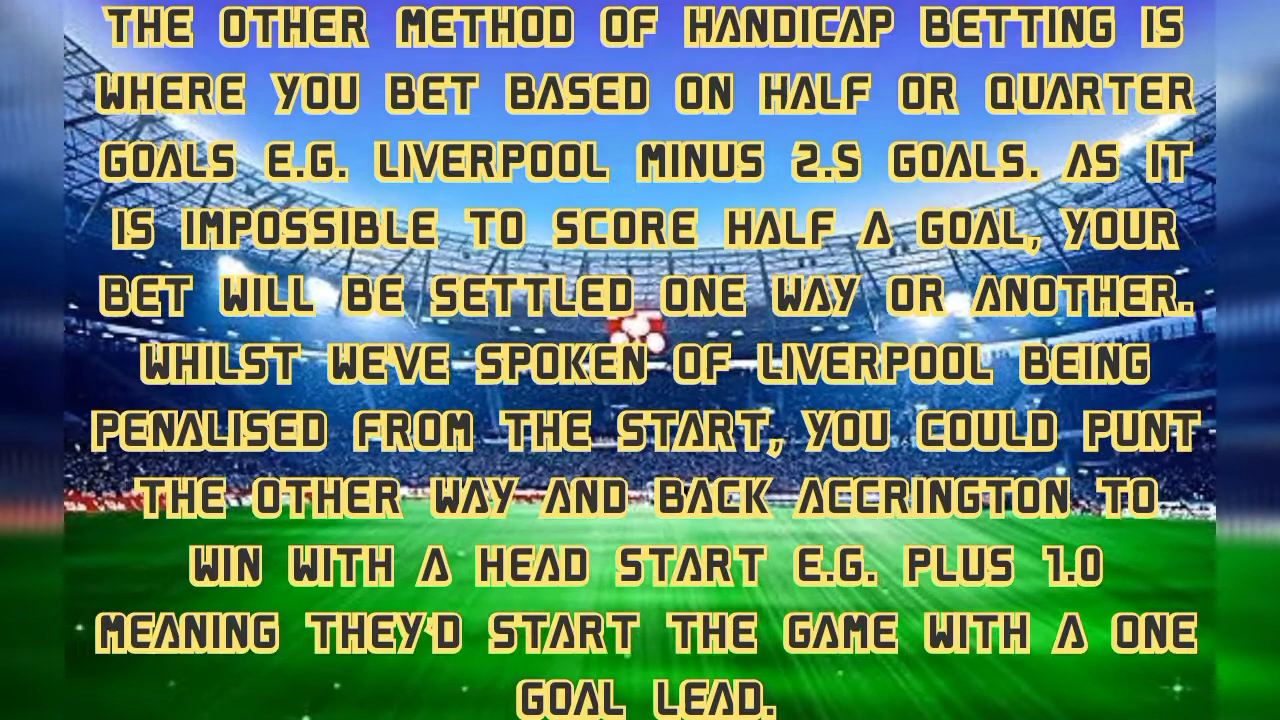 THE OTHER METHOD OF HANDICAP BETTING IS
WHERE YOU BET BASED ON HALF OR QUARTER
GOALS E.G. LIVERPOOL MINUS 2.5 GOALS. AS IT
IS IMPOSSIBLE TO SCORE HALF A GOAL, YOUR
BET WILL BE SETTLED ONE WAY OR ANOTHER.
WHILST WE'VE SPOKEN OF LIVERPOOL BEING
PENALISED FROM THE START, YOU COULD PUNT
THE OTHER WAY AND BACK ACCRINGTON TO
WIN WITH A HEAD START E.G. PLUS 1.0
MEANING THEY'D START THE GAME WITH A ONE
GOAL LEAD.